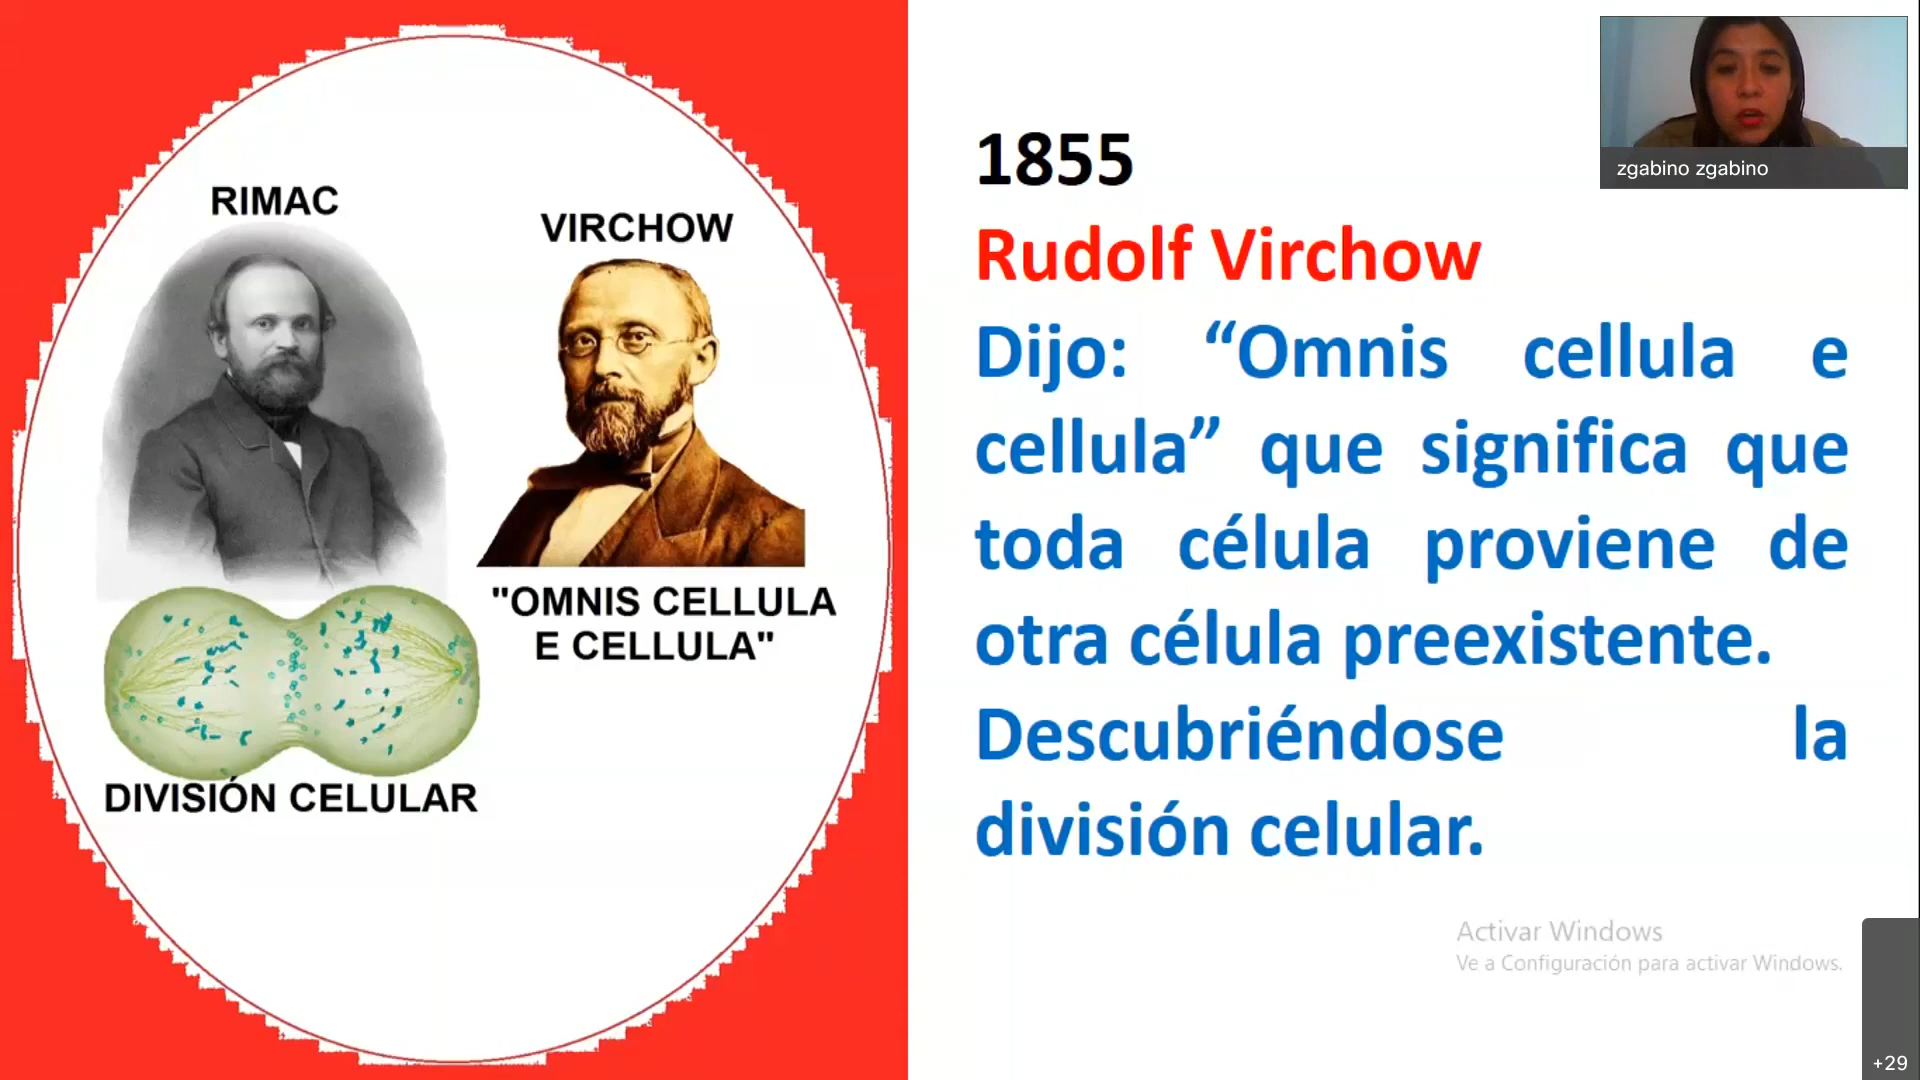 RIMAC
VIRCHOW
"OMNIS CELLULA
E CELLULA"
DIVISIÓN CELULAR
1855
Rudolf Virchow
Dijo: “Omnis cellula e
cellula” que significa que
toda célula proviene de
otra célula preexistente.
Descubriéndose la
división celular.
zgabino zgabino
Activar Windows
Ve a Configuración para activar Windows.
+29